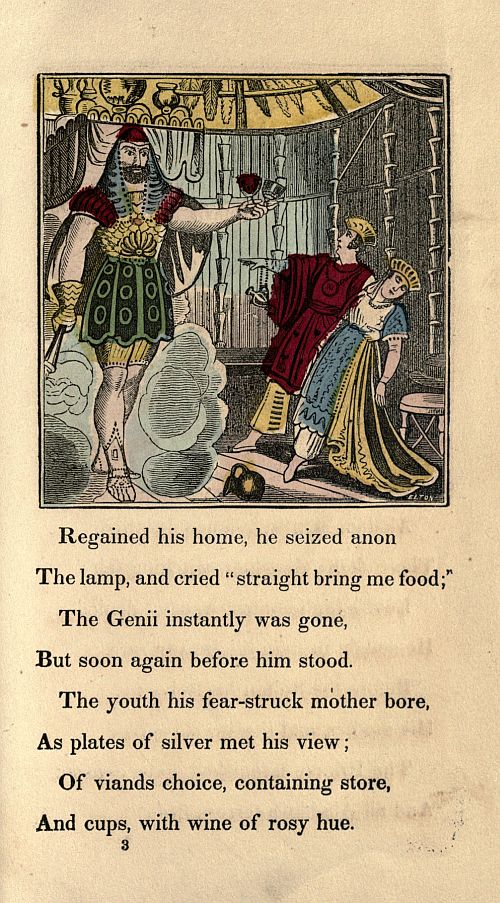 ELTON
Regained his home, he seized anon
The lamp, and cried "straight bring me food;"
The Genii instantly was gone,
But soon again before him stood.
The youth his fear-struck mother bore,
As plates of silver met his view;
Of viands choice, containing store,
And cups, with wine of rosy hue.
3